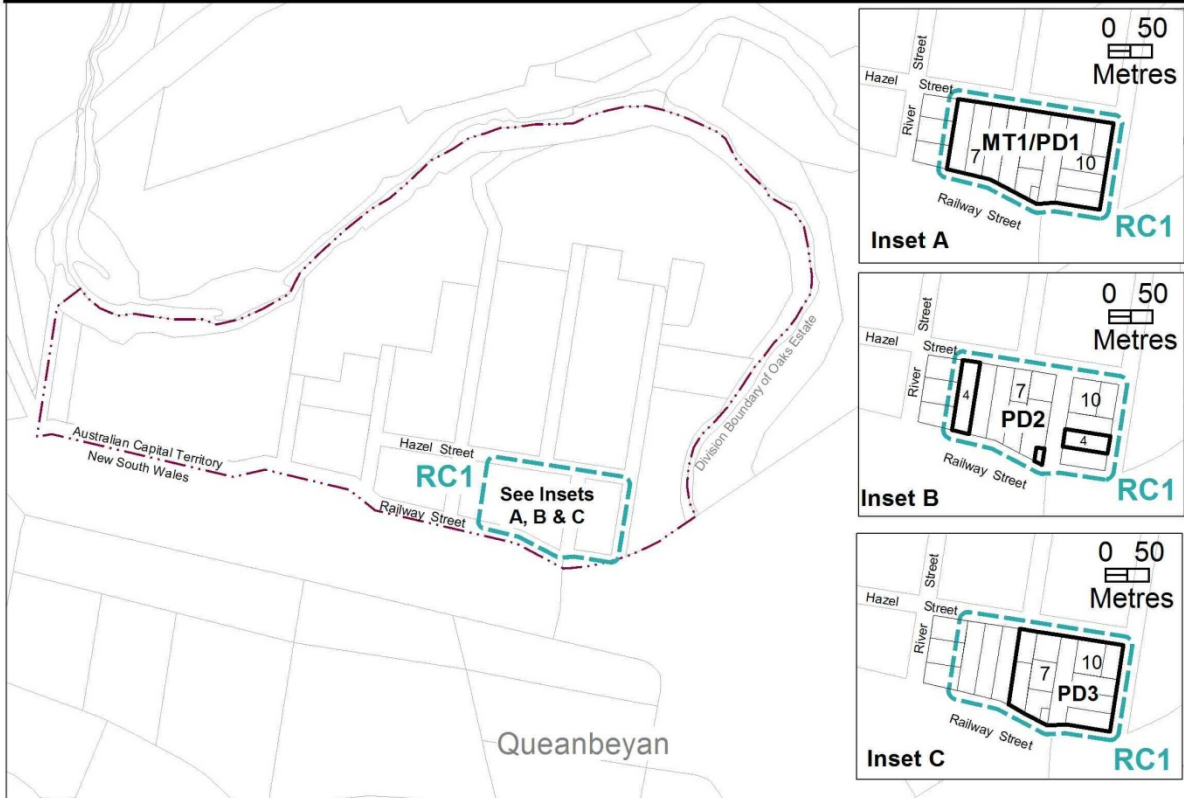 Australian Capital Territory
New South Wales
Hazel Street
Railway Street
RC1
See Insets
A, B & C
Division Boundary of Oaks Estate
Queanbeyan
0 50
Metres
Street
Hazel Street
River
MT1/PD1
7
10
Railway Street
Inset A
RC1
0 50
Metres
Street
Hazel Street
River
4
7
PD2
10
4
Railway Street
Inset B
RC1
0 50
Metres
Street
Hazel Street
River
7
10
PD3
Railway Street
Inset C
RC1